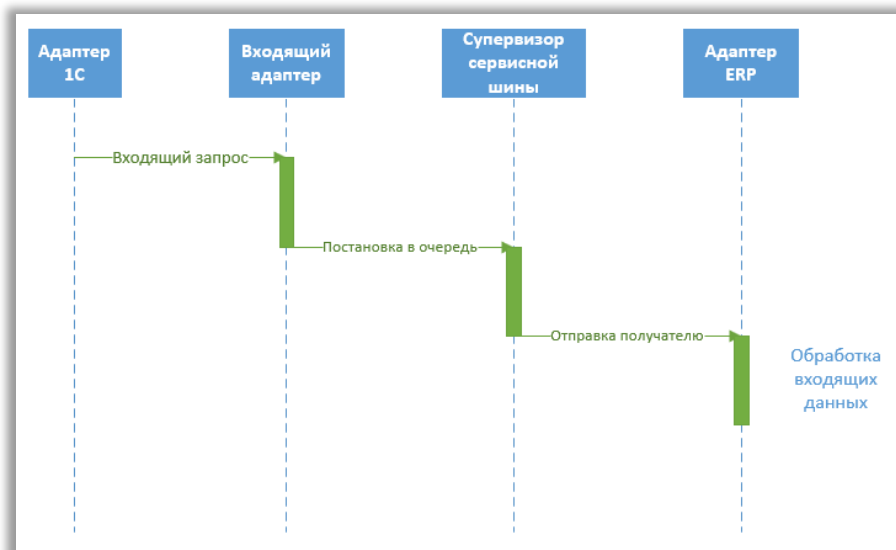 Адаптер
1С
Входящий
адаптер
Супервизор
сервисной
шины
Адаптер
ERP
Входящий запрос
Постановка в очередь
Отправка получателю
Обработка
входящих
данных